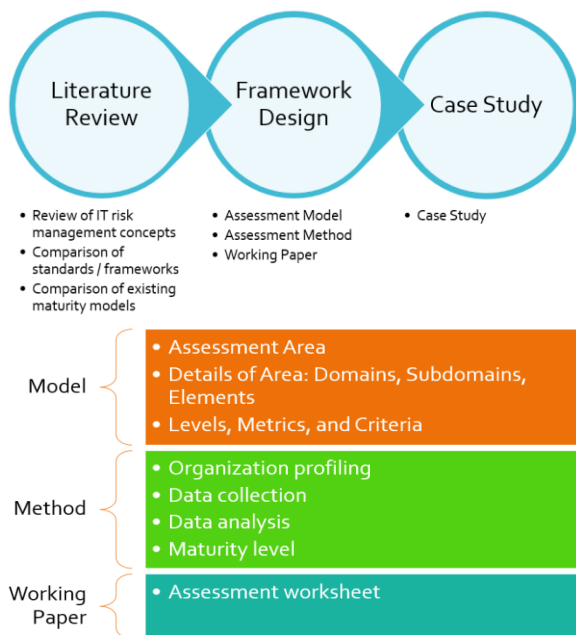 Literature
Review
Framework
Design
Case Study
• Review of IT risk
management concepts
• Comparison of
standards / frameworks
• Comparison of existing
maturity models
• Assessment Model
• Assessment Method
• Working Paper
• Case Study
Model
• Assessment Area
• Details of Area: Domains, Subdomains,
Elements
• Levels, Metrics, and Criteria
Method
• Organization profiling
• Data collection
• Data analysis
• Maturity level
Working
Paper
• Assessment worksheet